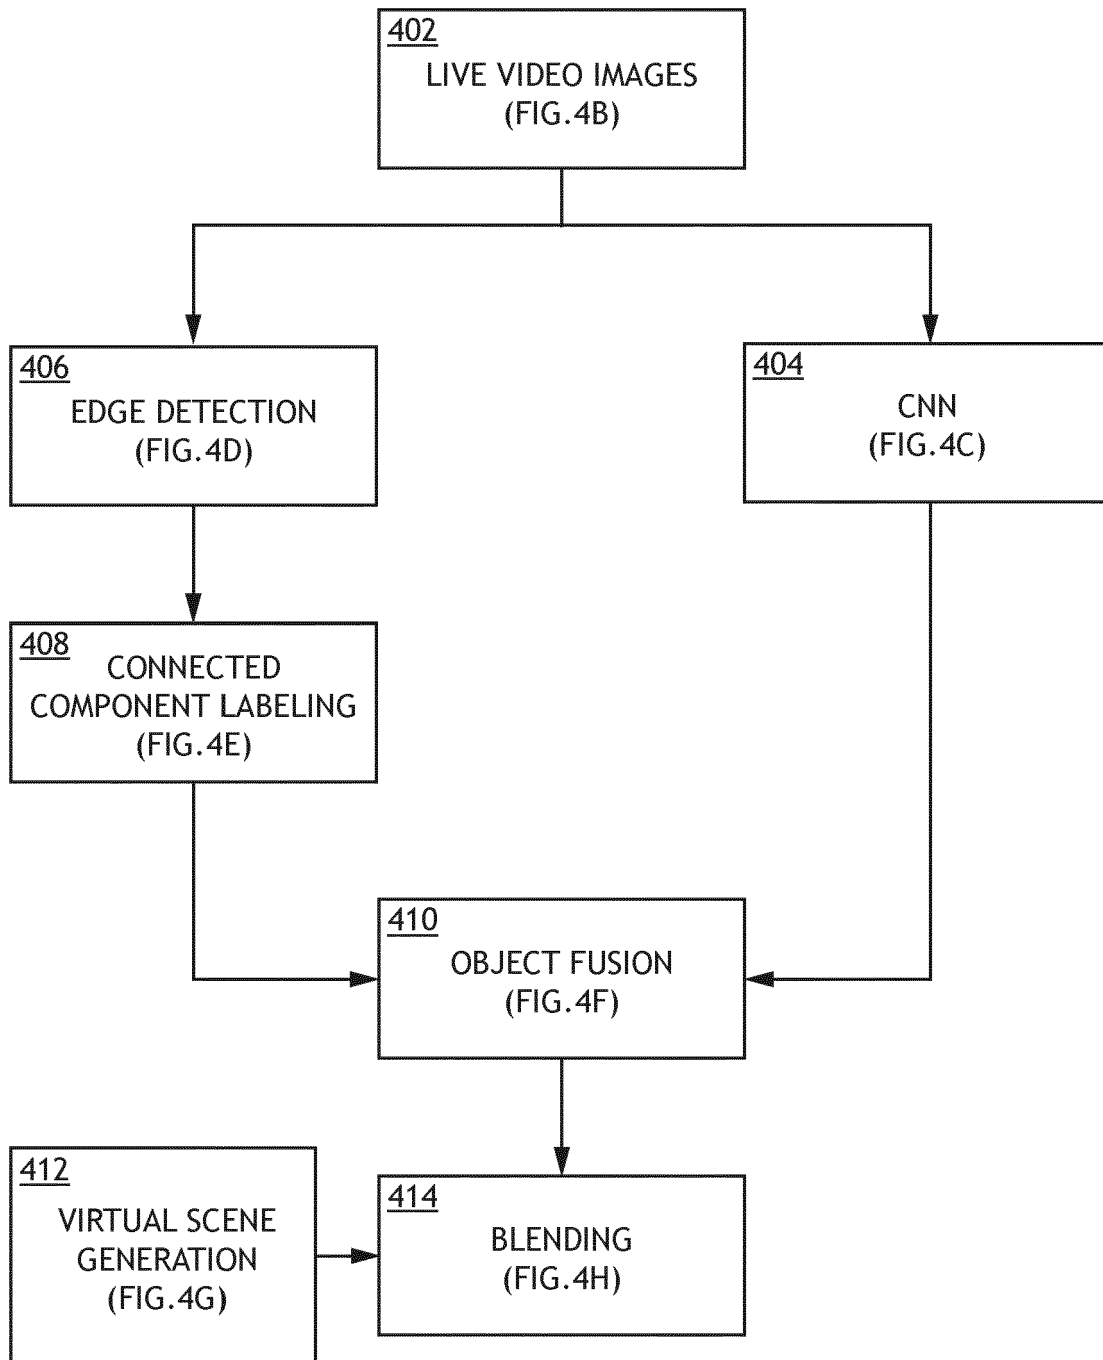 402
LIVE VIDEO IMAGES
(FIG.4B)
406
EDGE DETECTION
(FIG.4D)
404
CNN
(FIG.4C)
408
CONNECTED
COMPONENT LABELING
(FIG.4E)
410
OBJECT FUSION
(FIG.4F)
412
VIRTUAL SCENE
GENERATION
(FIG.4G)
414
BLENDING
(FIG.4H)